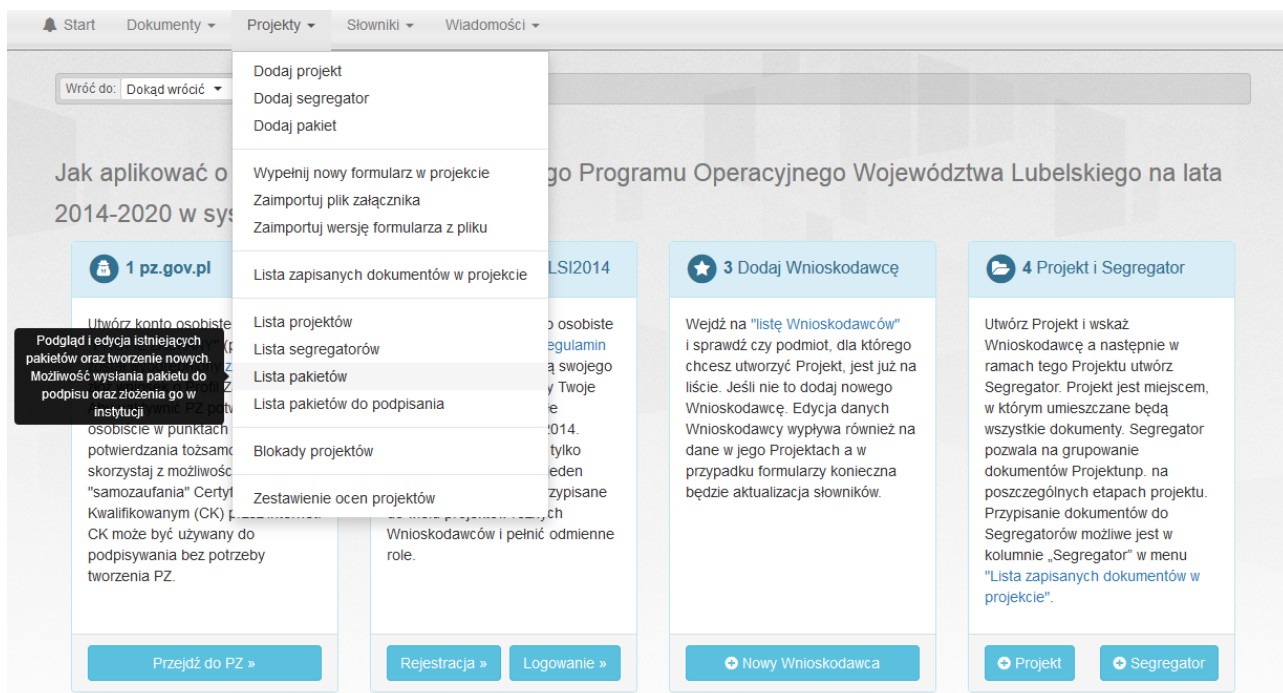 Start Dokumenty Projekty Słowniki Wiadomości
Wróć do: Dokąd wrócić
Dodaj projekt
Dodaj segregator
Dodaj pakiet
Wypełnij nowy formularz w projekcie
Zaimportuj plik załącznika
Zaimportuj wersję formularza z pliku
Lista zapisanych dokumentów w projekcie
Lista projektów
Lista segregatorów
Lista pakietów
Lista pakietów do podpisania
Blokady projektów
Zestawienie ocen projektów
Podgląd i edycja istniejących
pakietów oraz tworzenie nowych.
Możliwość wysłania pakietu do
podpisu oraz złożenia go w
instytucji
Jak aplikować o go Programu Operacyjnego Województwa Lubelskiego na lata
2014-2020 w
1 pz.gov.pl
Utwórz konto osobiste
osobiście w punktach
potwierdzania
skorzystaj z
"samozaufania"
Kwalifikowanym (CK)
CK może być używany do
podpisywania bez potrzeby
tworzenia PZ.
Przejdź do PZ »
LSI2014
osobiste
swojego
Twoje
2014.
tylko
Wnioskodawców i pełnić odmienne
role.
Rejestracja » Logowanie »
3 Dodaj Wnioskodawcę
Wejdź na "listę Wnioskodawców"
i sprawdź czy podmiot, dla którego
chcesz utworzyć Projekt, jest już na
liście. Jeśli nie to dodaj nowego
Wnioskodawcę. Edycja danych
Wnioskodawcy wypływa również na
dane w jego Projektach a w
przypadku formularzy konieczna
będzie aktualizacja słowników.
Nowy Wnioskodawca
4 Projekt i Segregator
Utwórz Projekt i wskaż
Wnioskodawcę a następnie w
ramach tego Projektu utwórz
Segregator. Projekt jest miejscem,
w którym umieszczane będą
wszystkie dokumenty. Segregator
pozwala na grupowanie
dokumentów Projektunp. na
poszczególnych etapach projektu.
Przypisanie dokumentów do
Segregatorów możliwe jest w
kolumnie „Segregator" w menu
"Lista zapisanych dokumentów w
projekcie".
Projekt Segregator